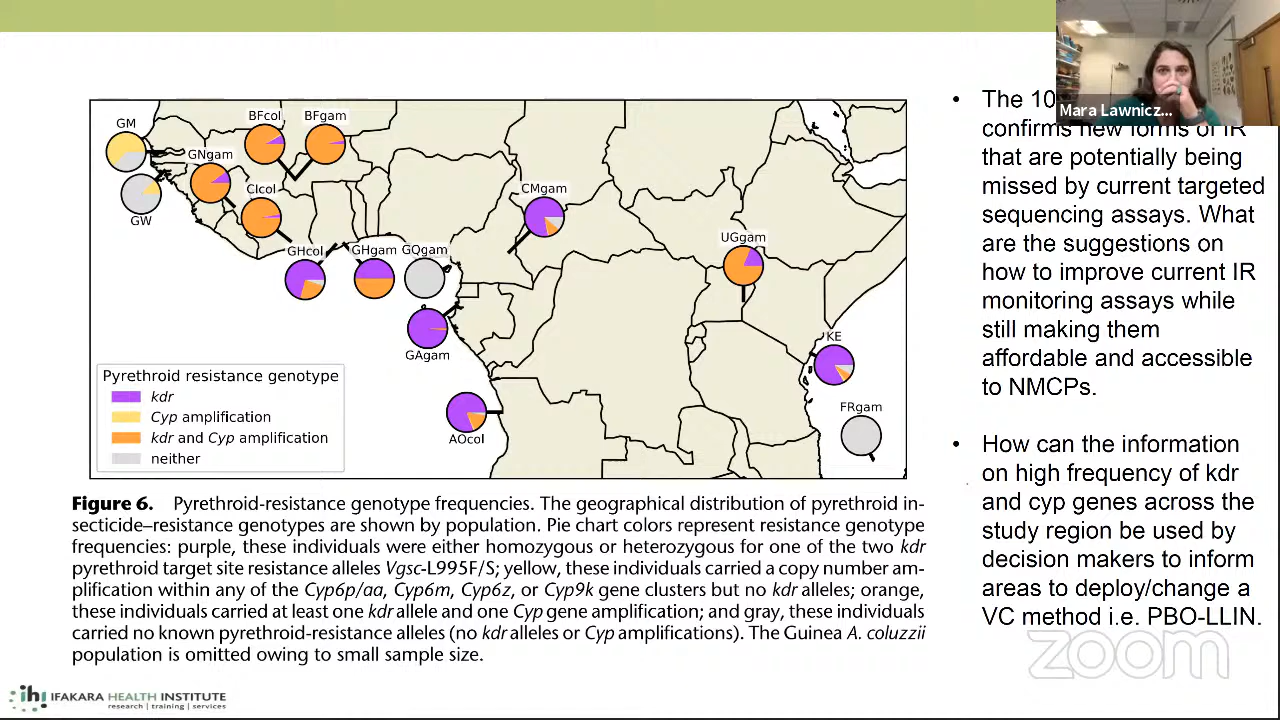 Mara Lawnicz...
GM
GW
GNgam
BFcol
BFgam
CIcol
GHcol
GHgam
GQgam
GAgam
CMgam
AOcol
UGgam
KE
FRgam
Pyrethroid resistance genotype
kdr
Cyp amplification
kdr and Cyp amplification
neither
Figure 6. Pyrethroid-resistance genotype frequencies. The geographical distribution of pyrethroid in-
secticide–resistance genotypes are shown by population. Pie chart colors represent resistance genotype
frequencies: purple, these individuals were either homozygous or heterozygous for one of the two kdr
pyrethroid target site resistance alleles Vgsc-L995F/S; yellow, these individuals carried a copy number am-
plification within any of the Cyp6p/aa, Cyp6m, Cyp6z, or Cyp9k gene clusters but no kdr alleles; orange,
these individuals carried at least one kdr allele and one Cyp gene amplification; and gray, these individuals
carried no known pyrethroid-resistance alleles (no kdr alleles or Cyp amplifications). The Guinea A. coluzzii
population is omitted owing to small sample size.
• The
confirms new forms of IR
that are potentially being
missed by current targeted
sequencing assays. What
are the suggestions on
how to improve current IR
monitoring assays while
still making them
affordable and accessible
to NMCPs.
• How can the information
on high frequency of kdr
and cyp genes across the
study region be used by
decision makers to inform
areas to deploy/change a
VC method i.e. PBO-LLIN.
zoom
ihi IFAKARA HEALTH INSTITUTE
research | training | services